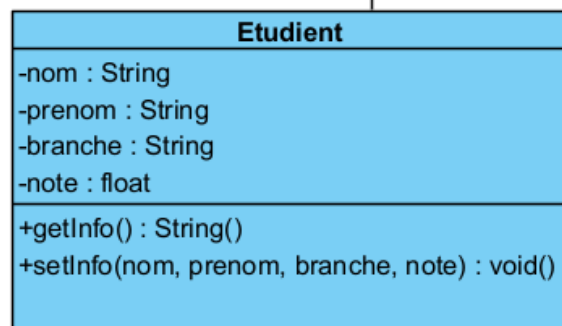 Etudient
-nom : String
-prenom : String
-branche : String
-note : float
+getInfo() : String()
+setInfo(nom, prenom, branche, note) : void()